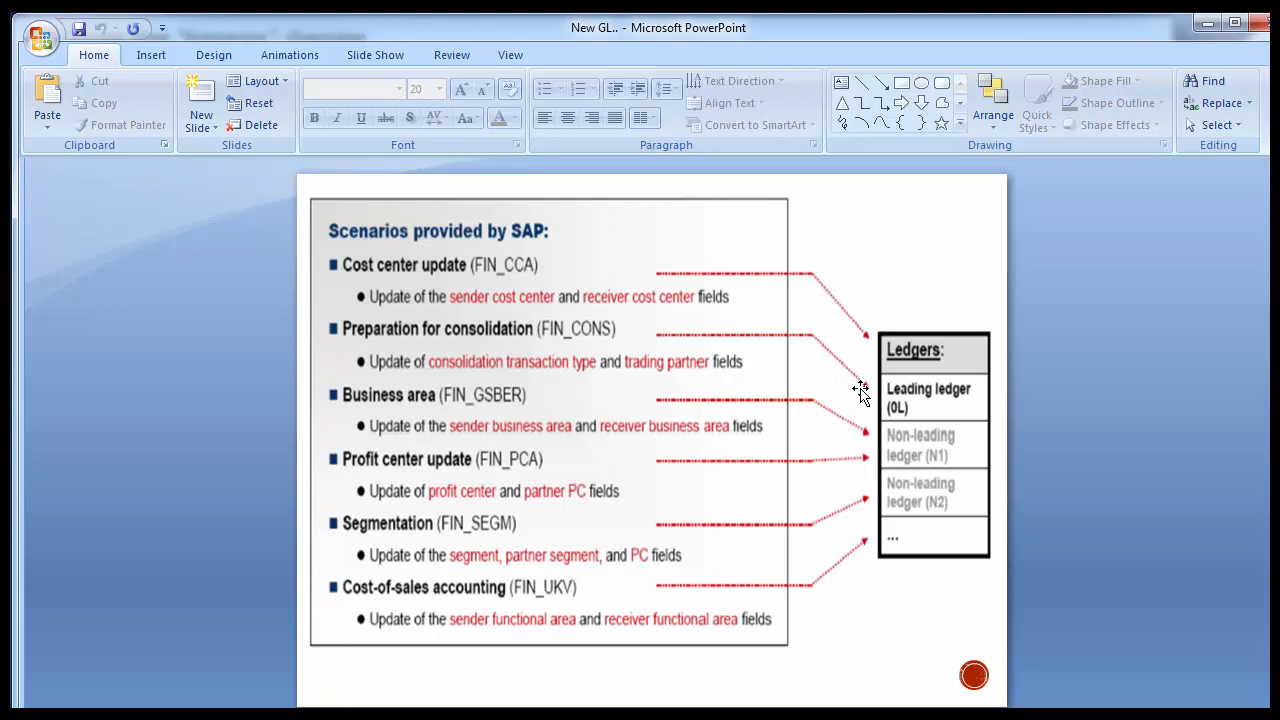 New GL.. - Microsoft PowerPoint
Home Insert Design Animations Slide Show Review View
Paste
Cut
Copy
Format Painter
Clipboard
New Slide
Layout
Reset
Delete
Slides
20
B I U abc S AV Aa A
Font
Text Direction
Align Text
Convert to SmartArt
Paragraph
Arrange
Quick Styles
Shape Fill
Shape Outline
Shape Effects
Drawing
Find
Replace
Select
Editing
Scenarios provided by SAP:
Cost center update (FIN_CCA)
Update of the sender cost center and receiver cost center fields
Preparation for consolidation (FIN_CONS)
Update of consolidation transaction type and trading partner fields
Business area (FIN_GSBER)
Update of the sender business area and receiver business area fields
Profit center update (FIN_PCA)
Update of profit center and partner PC fields
Segmentation (FIN_SEGM)
Update of the segment, partner segment, and PC fields
Cost-of-sales accounting (FIN_UKV)
Update of the sender functional area and receiver functional area fields
Ledgers:
Leading ledger
(0L)
Non-leading
ledger (N1)
Non-leading
ledger (N2)
...